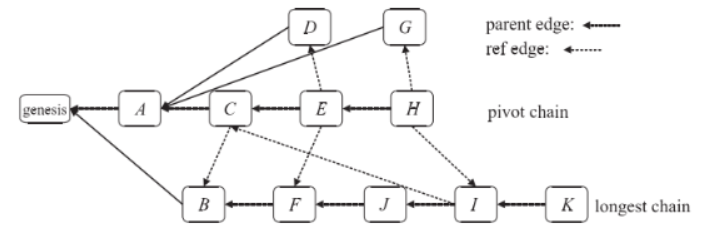 D
G
parent edge:
ref edge:
genesis
A
C
E
H
pivot chain
B
F
J
I
K
longest chain